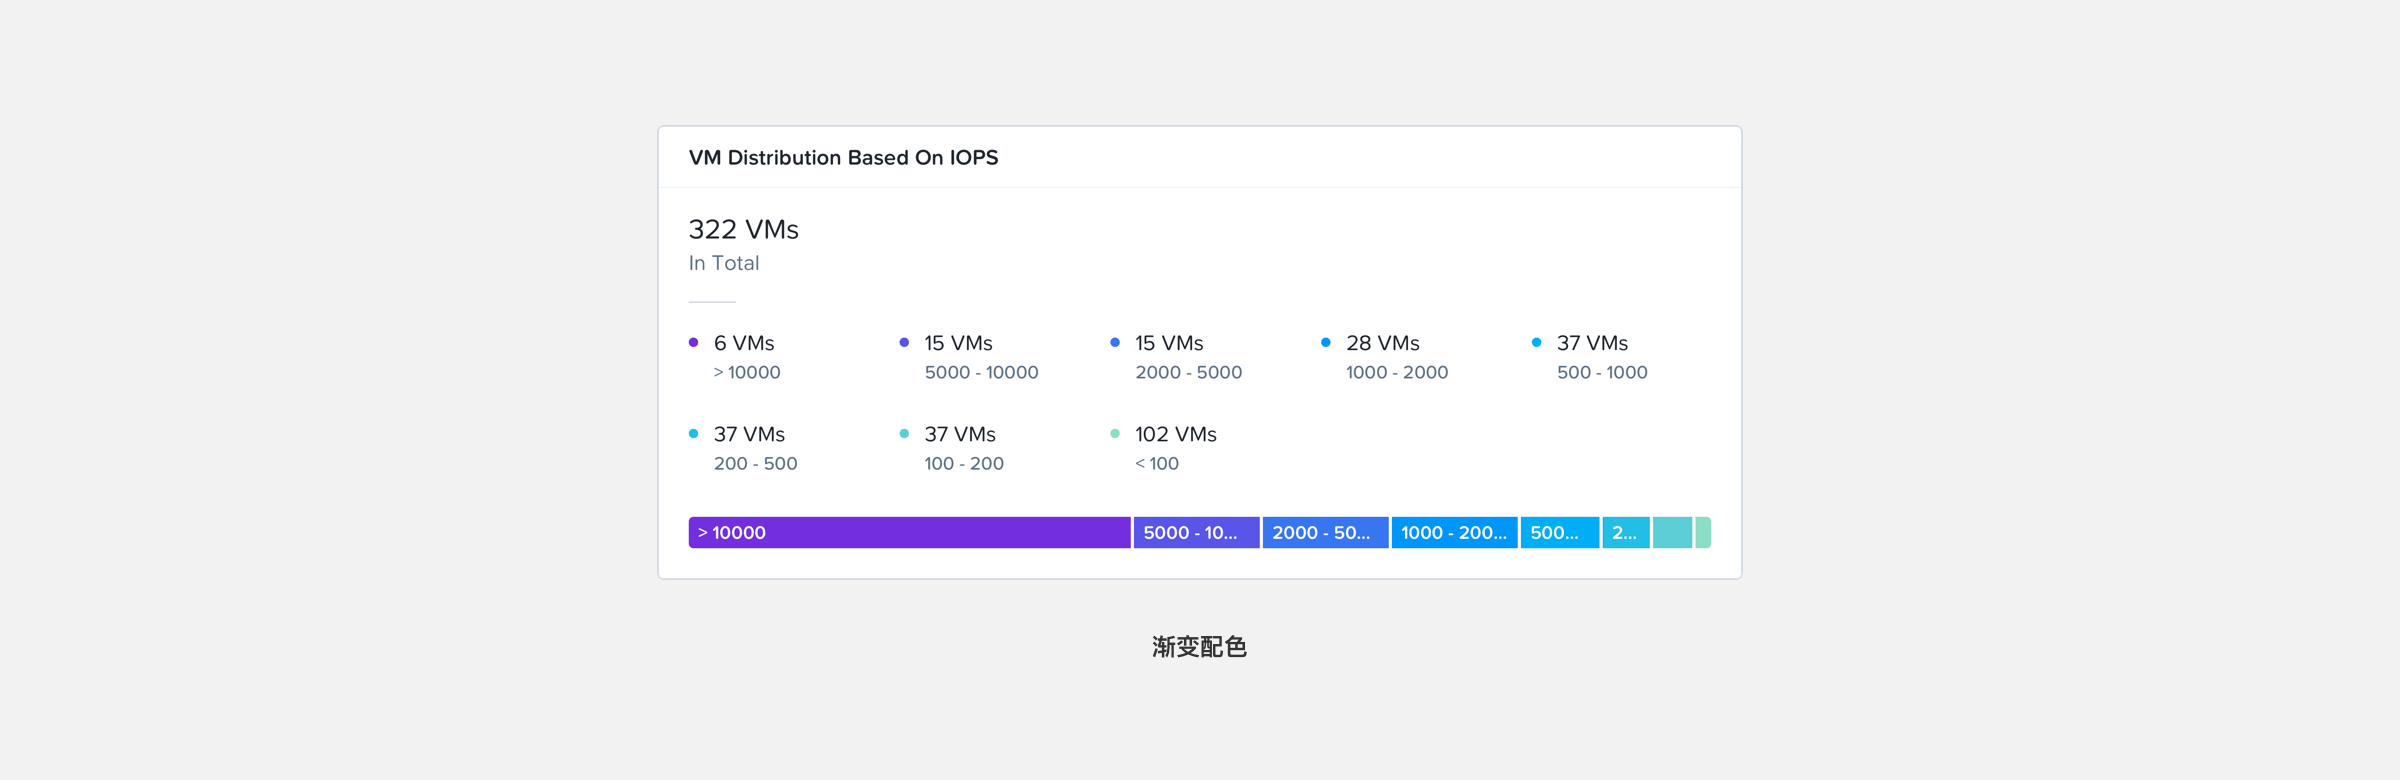 VM Distribution Based On IOPS
322 VMs
In Total
6 VMs
> 10000
15 VMs
5000 - 10000
15 VMs
2000 - 5000
28 VMs
1000 - 2000
37 VMs
500 - 1000
37 VMs
200 - 500
37 VMs
100 - 200
102 VMs
< 100
> 10000 5000 - 10... 2000 - 50... 1000 - 200... 500... 2...
渐变配色